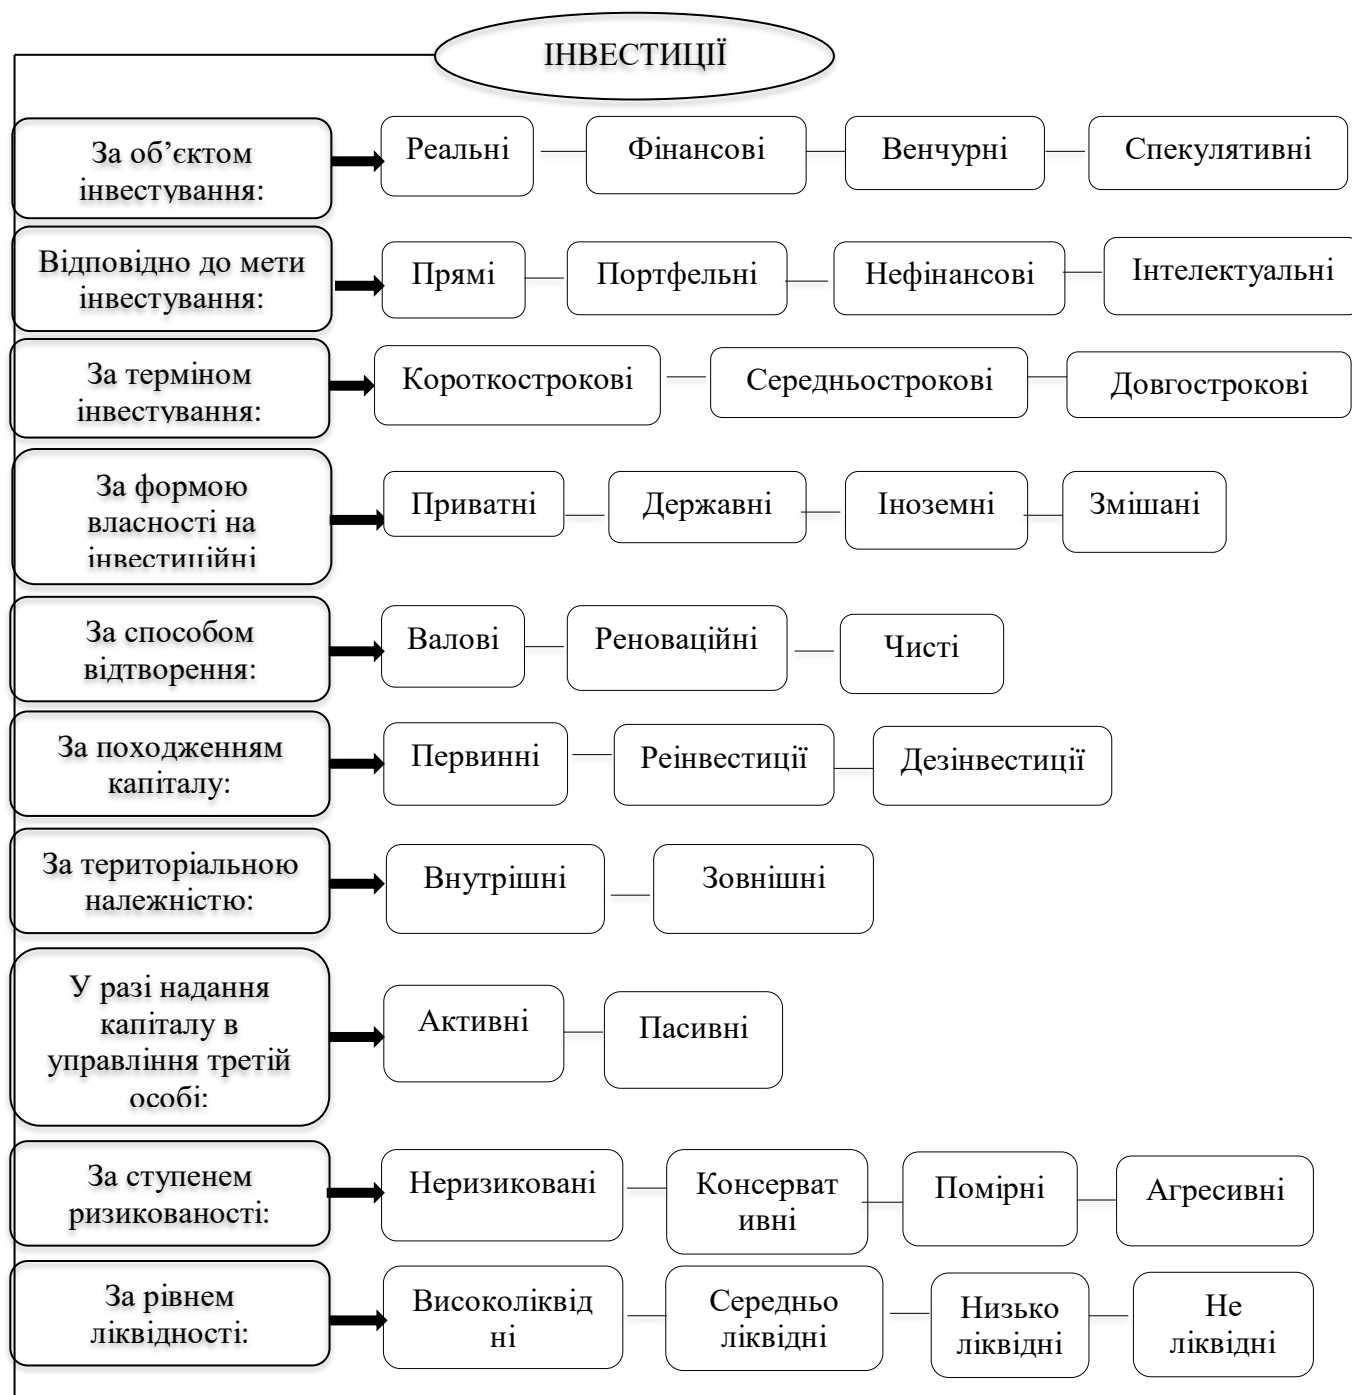 ІНВЕСТИЦІЇ
За об’єктом
інвестування:
Реальні
Фінансові
Венчурні
Спекулятивні
Відповідно до мети
інвестування:
Прямі
Портфельні
Нефінансові
Інтелектуальні
За терміном
інвестування:
Короткострокові
Середньострокові
Довгострокові
За формою
власності на
інвестиційні
Приватні
Державні
Іноземні
Змішані
За способом
відтворення:
Валові
Реноваційні
Чисті
За походженням
капіталу:
Первинні
Реінвестиції
Дезінвестиції
За територіальною
належністю:
Внутрішні
Зовнішні
У разі надання
капіталу в
управління третій
особі:
Активні
Пасивні
За ступенем
ризикованості:
Неризиковані
Консерват
ивні
Помірні
Агресивні
За рівнем
ліквідності:
Високоліквід
ні
Середньо
ліквідні
Низько
ліквідні
Не
ліквідні